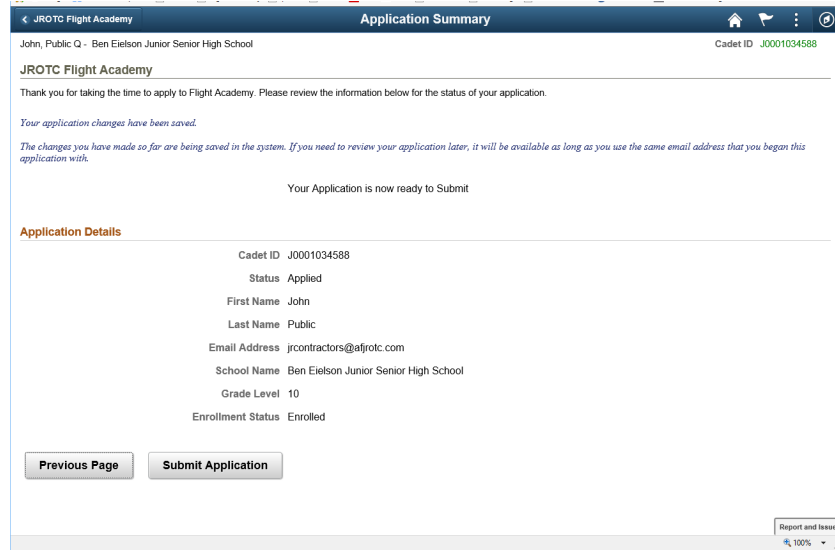 JROTC Flight Academy
Application Summary
John, Public Q - Ben Eielson Junior Senior High School
Cadet ID J0001034588
JROTC Flight Academy
Thank you for taking the time to apply to Flight Academy. Please review the information below for the status of your application.
Your application changes have been saved.
The changes you have made so far are being saved in the system. If you need to review your application later, it will be available as long as you use the same email address that you began this
application with.
Your Application is now ready to Submit
Application Details
Cadet ID J0001034588
Status Applied
First Name John
Last Name Public
Email Address jrcontractors@afjrotc.com
School Name Ben Eielson Junior Senior High School
Grade Level 10
Enrollment Status Enrolled
Previous Page
Submit Application
Report and Issue
100%